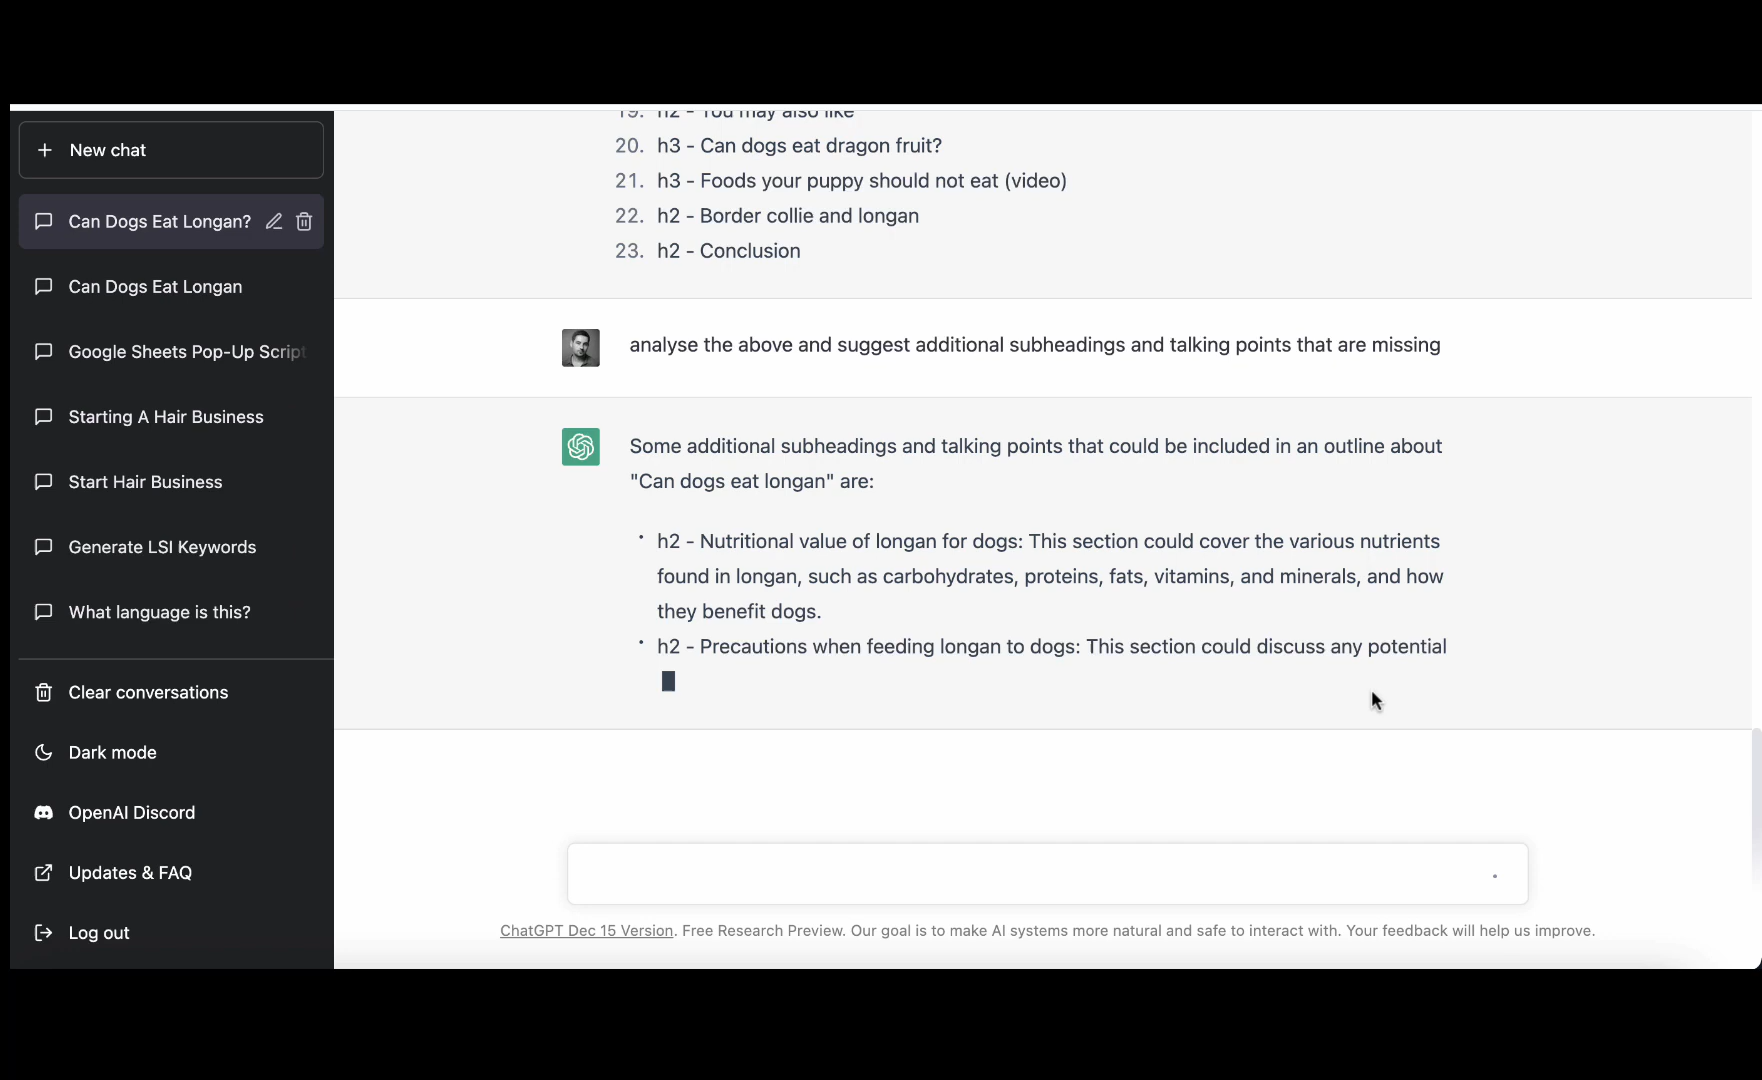 New chat
Can Dogs Eat Longan?
Can Dogs Eat Longan
Google Sheets Pop-Up Script
Starting A Hair Business
Start Hair Business
Generate LSI Keywords
What language is this?
Clear conversations
Dark mode
OpenAI Discord
Updates & FAQ
Log out
19. h2 - You may also like
20. h3 - Can dogs eat dragon fruit?
21. h3 - Foods your puppy should not eat (video)
22. h2 - Border collie and longan
23. h2 - Conclusion
analyse the above and suggest additional subheadings and talking points that are missing
Some additional subheadings and talking points that could be included in an outline about
"Can dogs eat longan" are:
• h2 - Nutritional value of longan for dogs: This section could cover the various nutrients
found in longan, such as carbohydrates, proteins, fats, vitamins, and minerals, and how
they benefit dogs.
• h2 - Precautions when feeding longan to dogs: This section could discuss any potential
ChatGPT Dec 15 Version. Free Research Preview. Our goal is to make AI systems more natural and safe to interact with. Your feedback will help us improve.